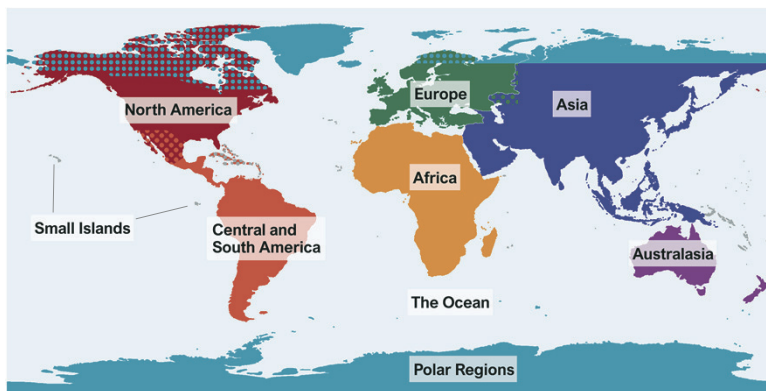 North America
Europe
Asia
Africa
Small Islands
Central and
South America
Australasia
The Ocean
Polar Regions